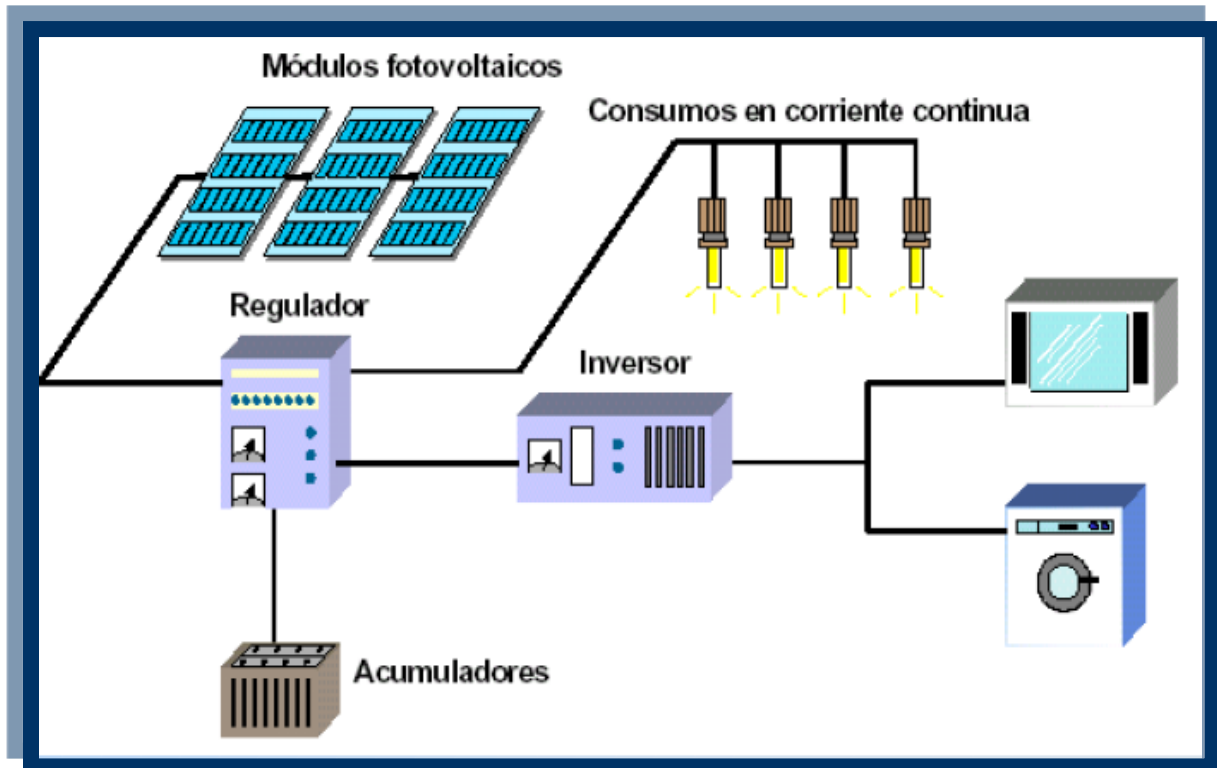 Módulos fotovoltaicos
Consumos en corriente continua
Regulador
Inversor
Acumuladores